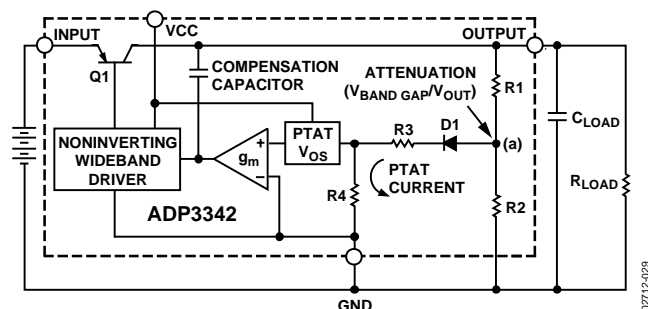 INPUT
VCC
OUTPUT
Q1
COMPENSATION
CAPACITOR
ATTENUATION
(VBAND GAP/VOUT)
R1
NONINVERTING
WIDEBAND
DRIVER
gm
+
−
PTAT
VOS
R3
D1
(a)
CLOAD
R4
PTAT
CURRENT
R2
RLOAD
ADP3342
GND
02712-029